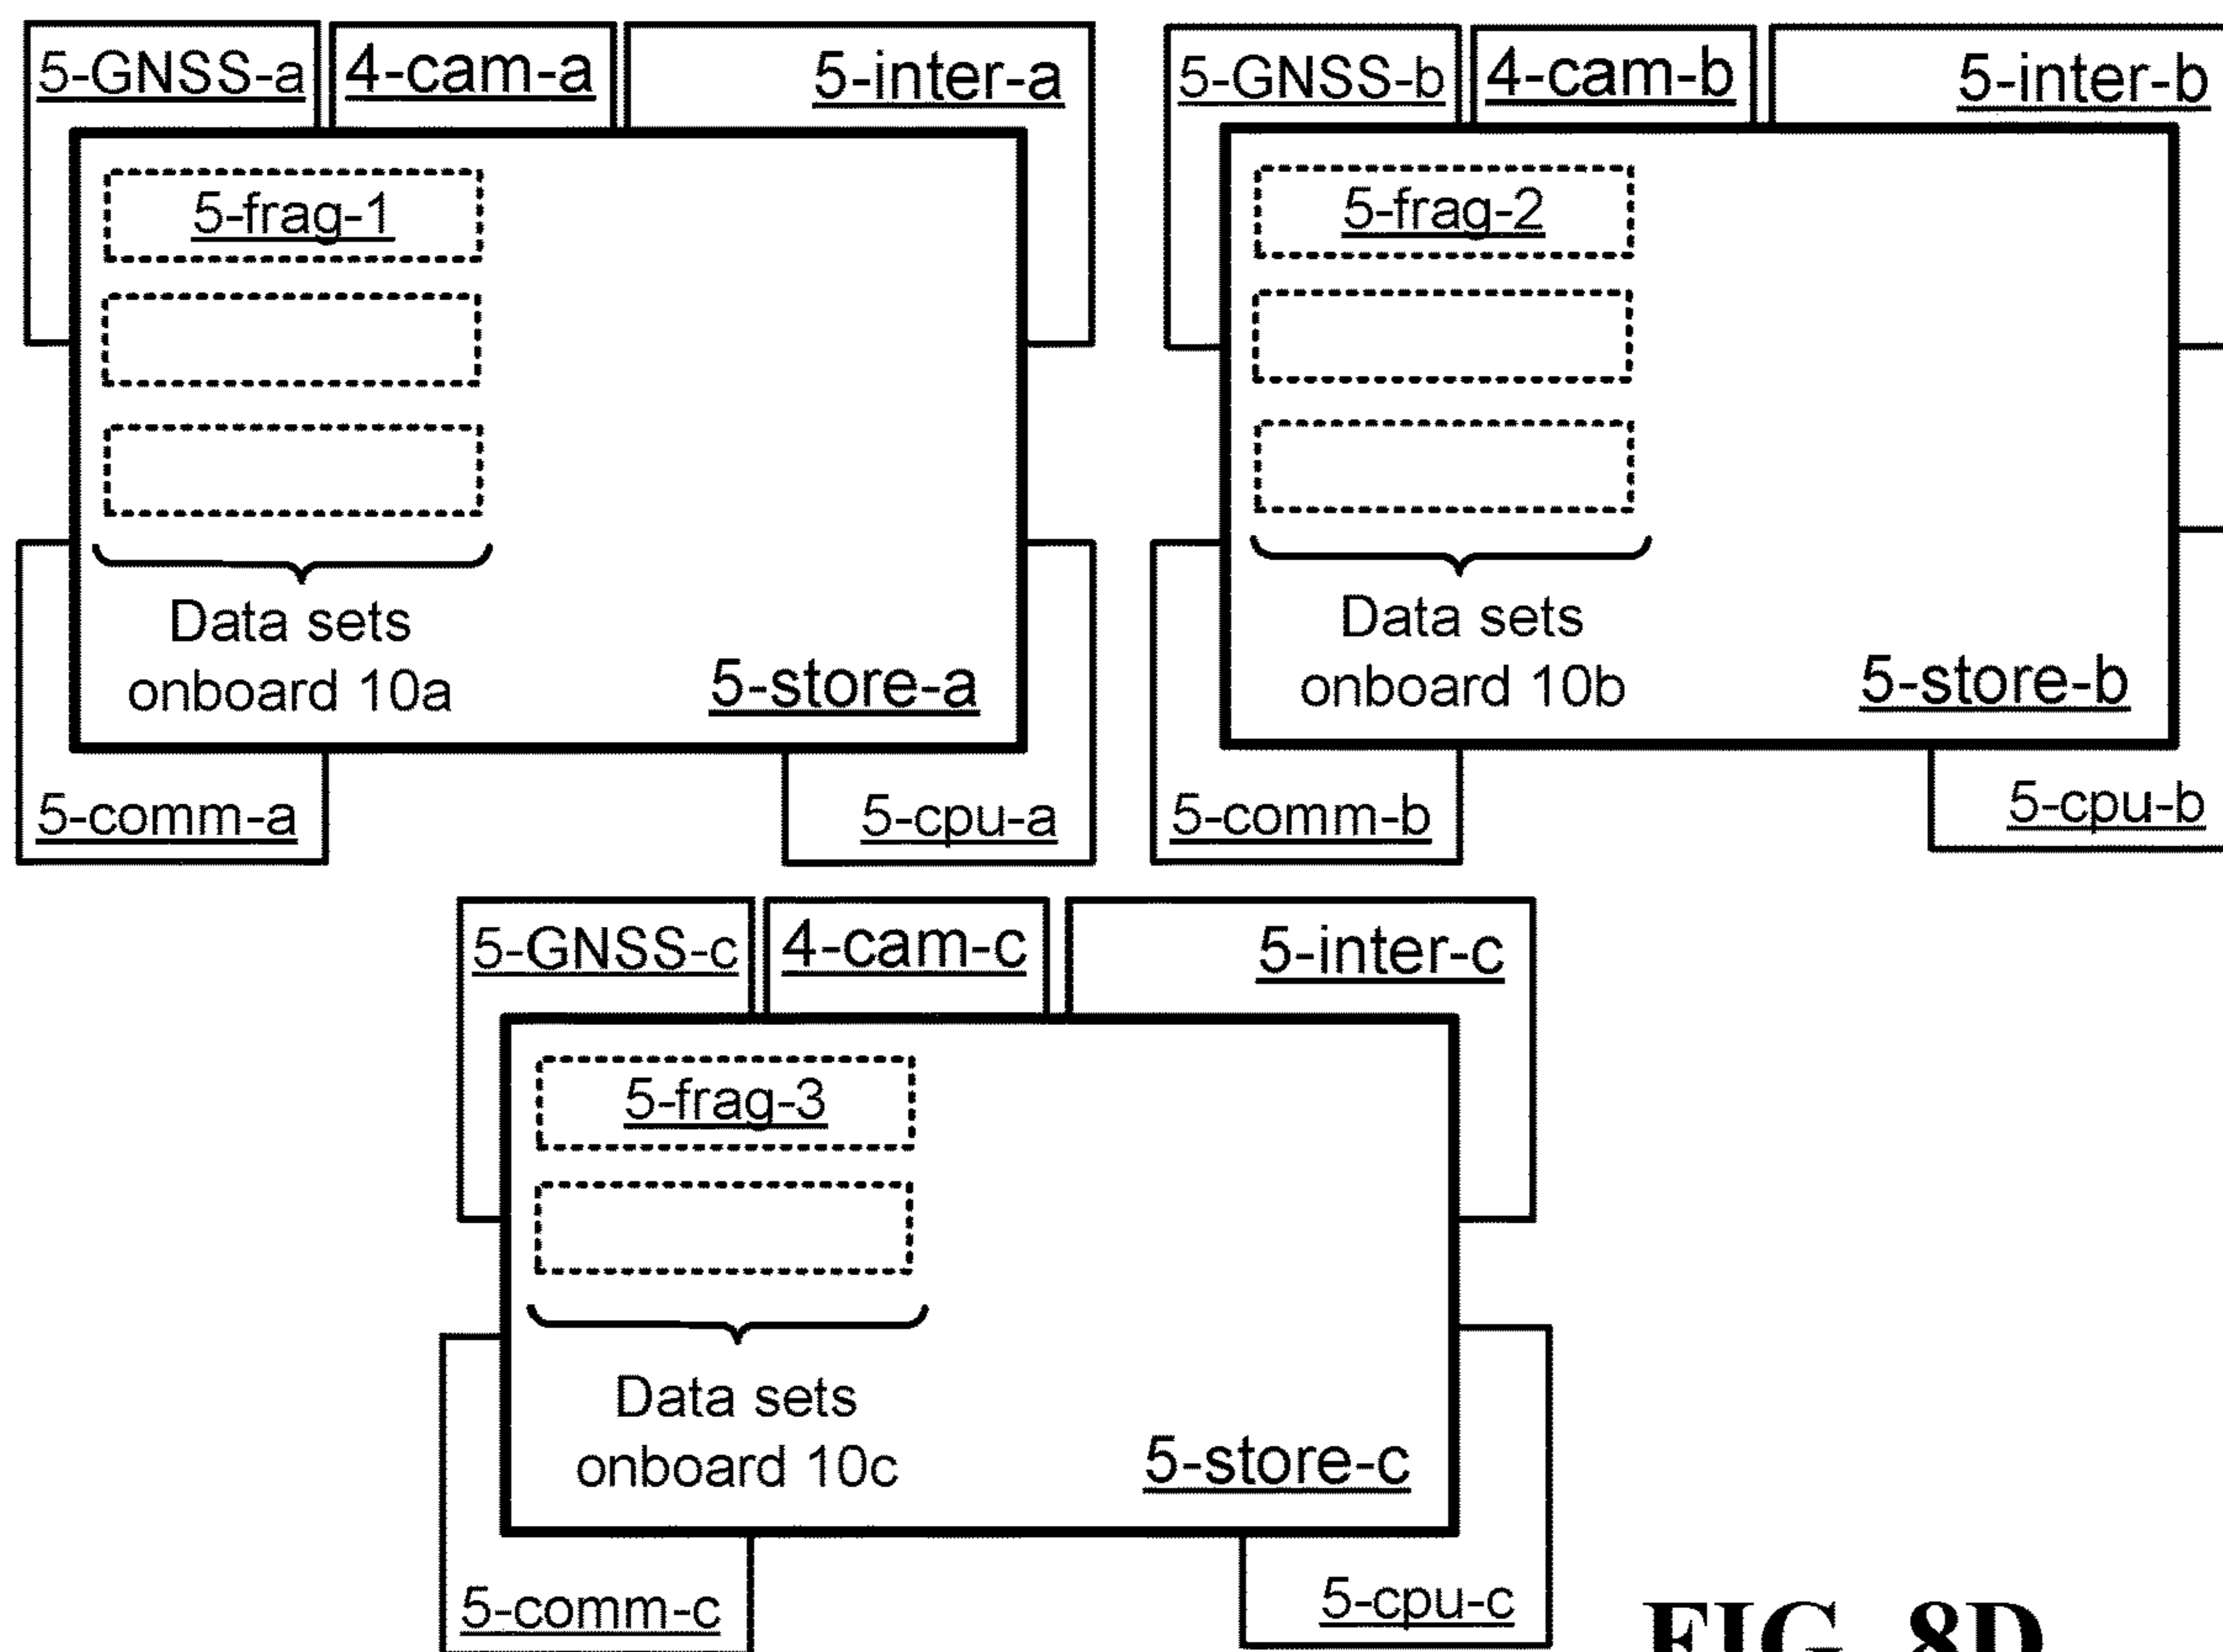 5-GNSS-a 4-cam-a 5-inter-a
5-frag-1
Data sets
onboard 10a
5-store-a
5-comm-a 5-cpu-a
5-GNSS-b 4-cam-b 5-inter-b
5-frag-2
Data sets
onboard 10b
5-store-b
5-comm-b 5-cpu-b
5-GNSS-c 4-cam-c 5-inter-c
5-frag-3
Data sets
onboard 10c
5-store-c
5-comm-c 5-cpu-c
FIG. 8D